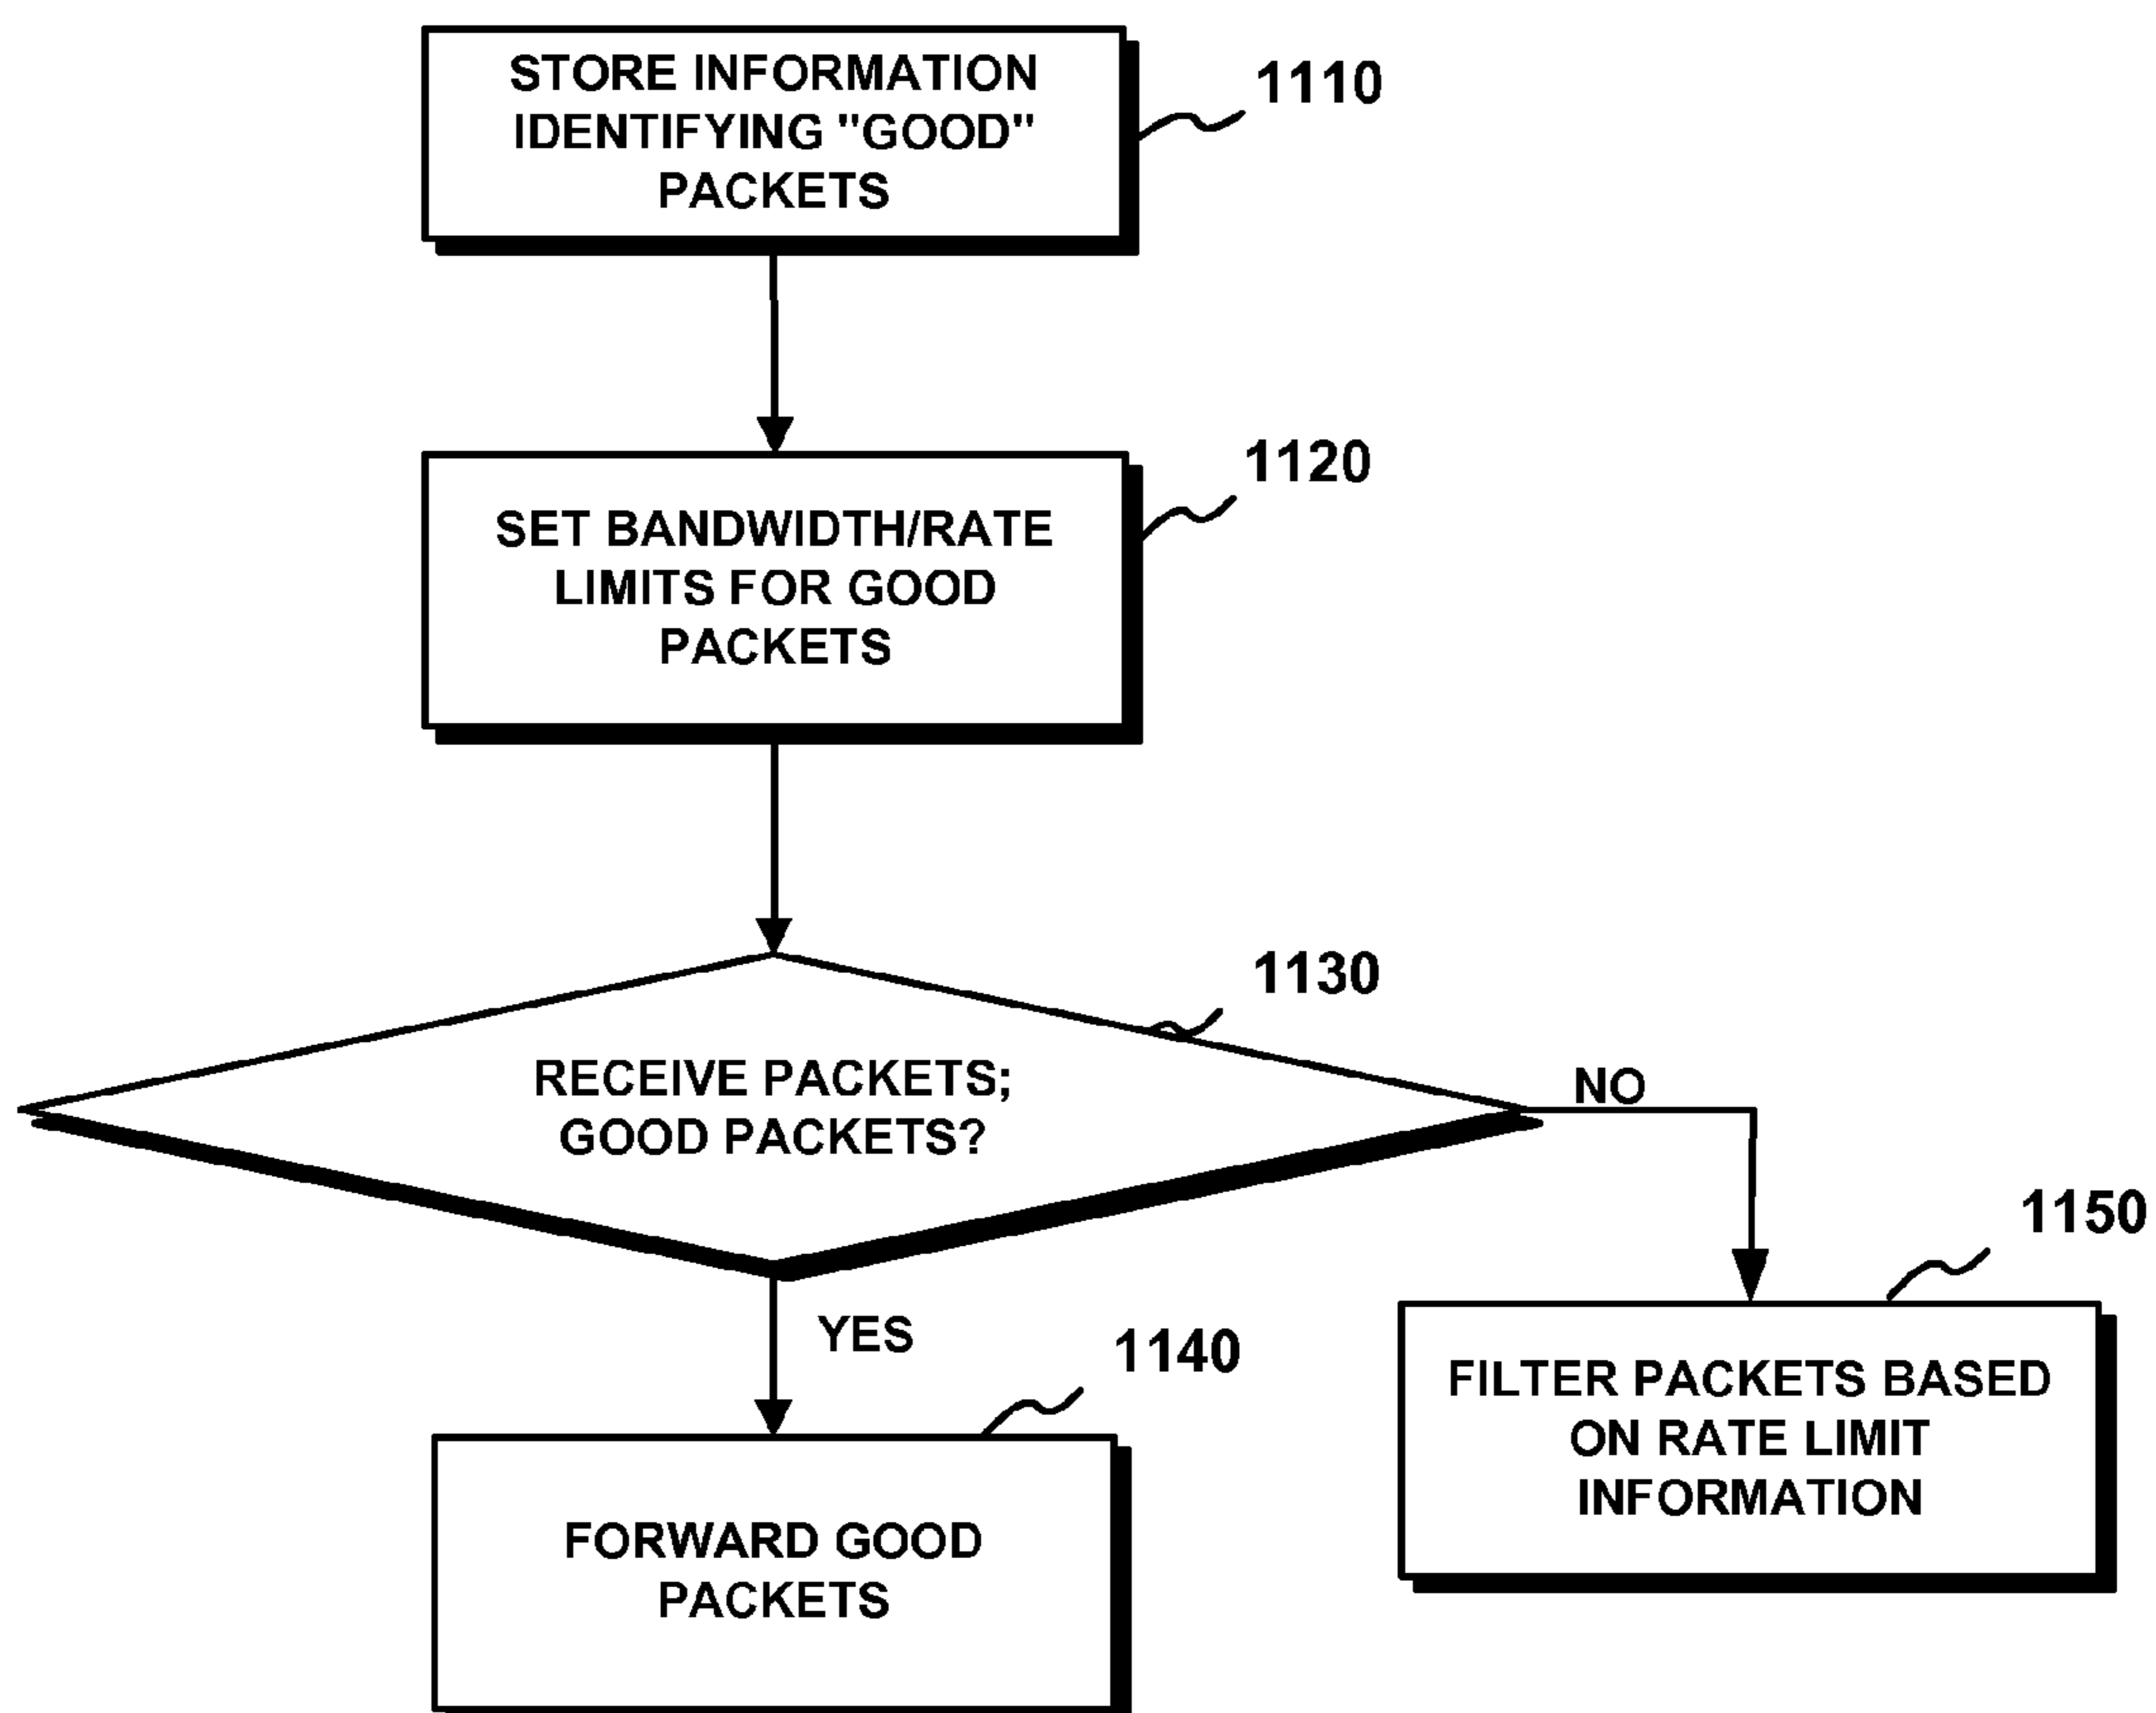 STORE INFORMATION
IDENTIFYING "GOOD"
PACKETS
1110
SET BANDWIDTH/RATE
LIMITS FOR GOOD
PACKETS
1120
RECEIVE PACKETS;
GOOD PACKETS?
1130
NO
YES
1140
FORWARD GOOD
PACKETS
1150
FILTER PACKETS BASED
ON RATE LIMIT
INFORMATION